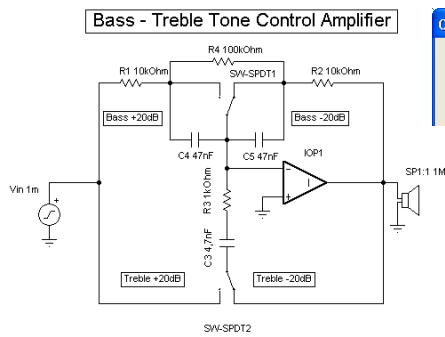 Bass - Treble Tone Control Amplifier
R4 100kOhm
R1 10kOhm
SW-SPDT1
R2 10kOhm
Bass +20dB
Bass -20dB
C4 47nF
C5 47nF
IOP1
Vin 1m
+
R3 1kOhm
-
+
SP1:1 1M
C3 4,7nF
Treble +20dB
Treble -20dB
SW-SPDT2